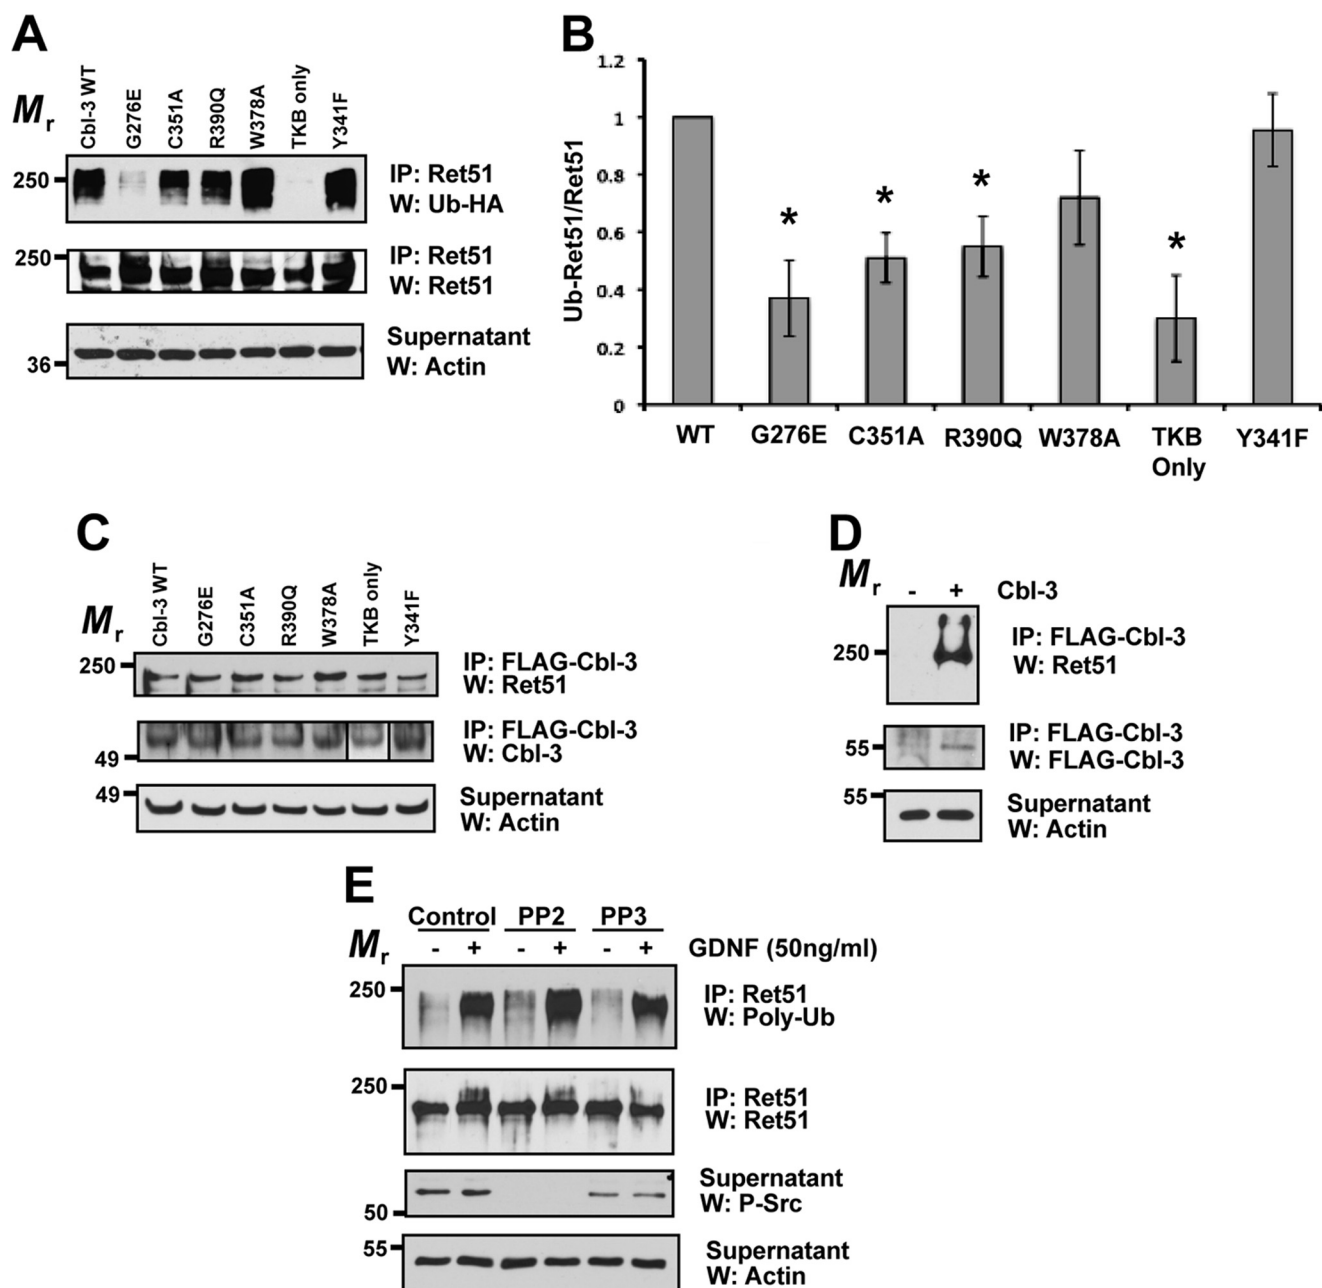 A
Mr
Cbl-3 WT
G276E
C351A
R390Q
W378A
TKB only
Y341F
250
IP: Ret51
W: Ub-HA
250
IP: Ret51
W: Ret51
36
Supernatant
W: Actin
B
Ub-Ret51/Ret51
1.2
1
0.8
0.6
0.4
0.2
0
* * * *
WT G276E C351A R390Q W378A TKB Only Y341F
C
Mr
Cbl-3 WT
G276E
C351A
R390Q
W378A
TKB only
Y341F
250
IP: FLAG-Cbl-3
W: Ret51
49
IP: FLAG-Cbl-3
W: Cbl-3
49
Supernatant
W: Actin
D
Mr
- + Cbl-3
250
IP: FLAG-Cbl-3
W: Ret51
55
IP: FLAG-Cbl-3
W: FLAG-Cbl-3
55
Supernatant
W: Actin
E
Control PP2 PP3
Mr - + - + - + GDNF (50ng/ml)
250
IP: Ret51
W: Poly-Ub
250
IP: Ret51
W: Ret51
50
Supernatant
W: P-Src
55
Supernatant
W: Actin